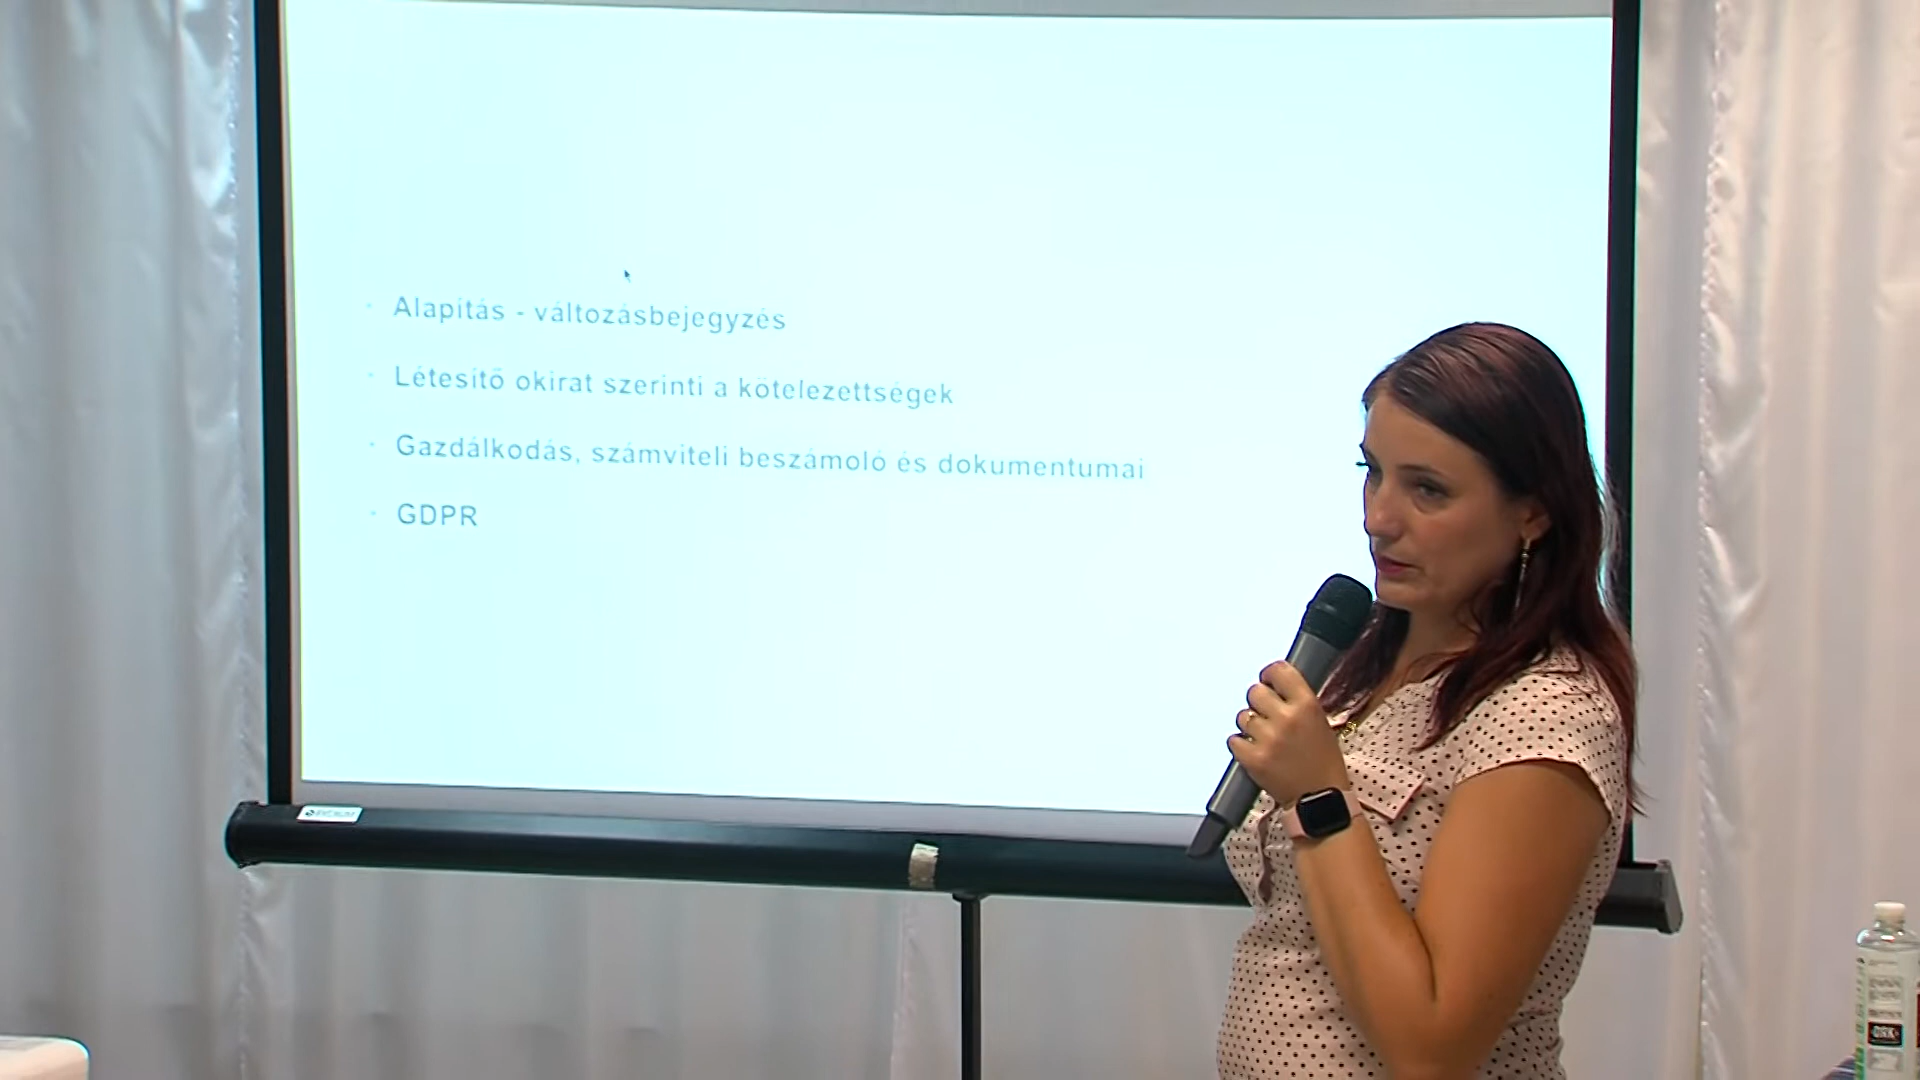 Alapítás - változásbejegyzés
Létesítő okirat szerinti a kötelezettségek
Gazdálkodás, számviteli beszámoló és dokumentumai
GDPR